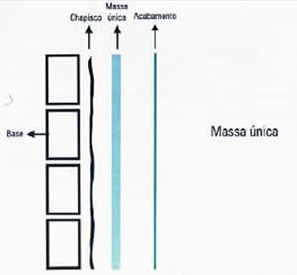 Massa
Chapisco única Acabamento
Base
Massa única